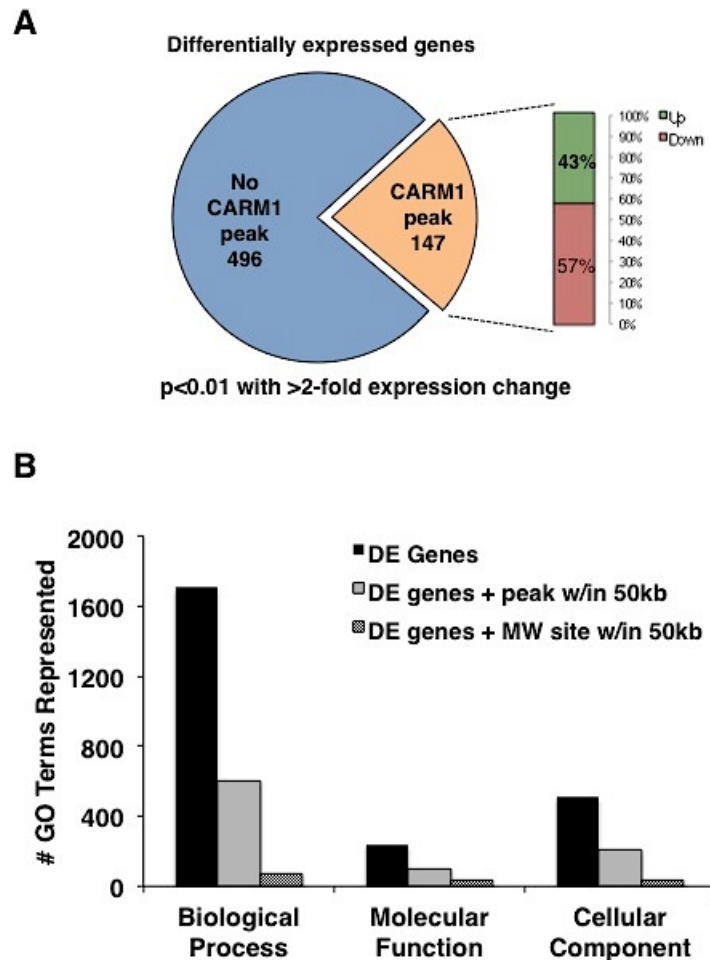 A
Differentially expressed genes
No
CARM1
peak
496
CARM1
peak
147
43%
57%
100%
90%
80%
70%
60%
50%
40%
30%
20%
10%
0%
Up
Down
p<0.01 with >2-fold expression change
B
# GO Terms Represented
2000
1600
1200
800
400
0
DE Genes
DE genes + peak w/in 50kb
DE genes + MW site w/in 50kb
Biological
Process
Molecular
Function
Cellular
Component